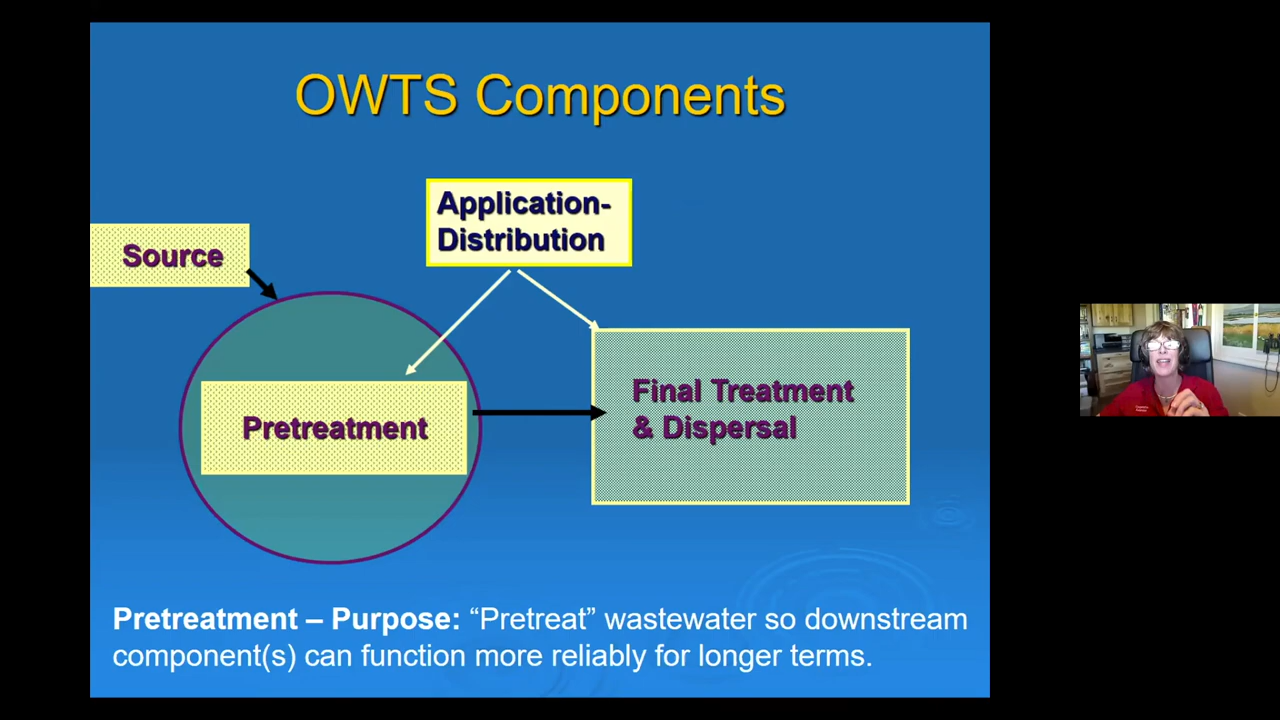 OWTS Components
Application-
Distribution
Source
Final Treatment
& Dispersal
Pretreatment
Pretreatment – Purpose: “Pretreat” wastewater so downstream
component(s) can function more reliably for longer terms.